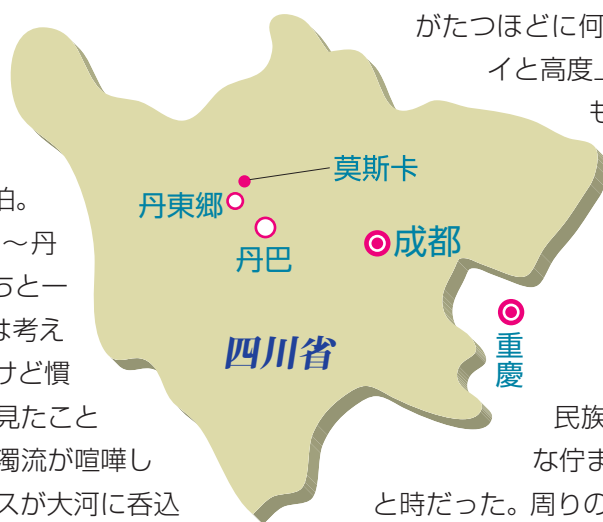 がたつほどに何
イと高度上
も
莫斯卡
丹東郷
丹巴
成都
重慶
四川省
泊。
～丹
うと一
は考え
けど慣
見たこと
濁流が喧嘩し
スが大河に呑込
民族
な佇ま
と時だった。周りの